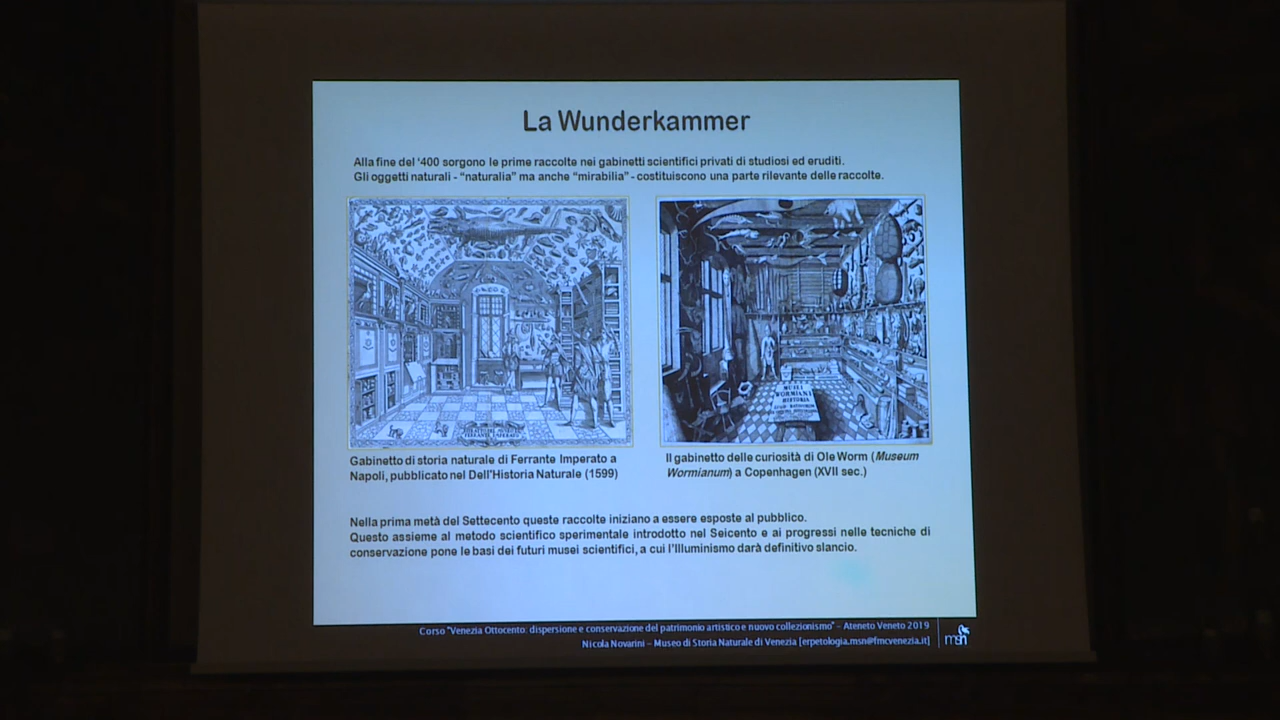 La Wunderkammer
Alla fine del ‘400 sorgono le prime raccolte nei gabinetti scientifici privati di studiosi ed eruditi.
Gli oggetti naturali - “naturalia” ma anche “mirabilia” - costituiscono una parte rilevante delle raccolte.
MUSEI
WORMIANI
HISTORIA
Gabinetto di storia naturale di Ferrante Imperato a
Napoli, pubblicato nel Dell'Historia Naturale (1599)
Il gabinetto delle curiosità di Ole Worm (Museum
Wormianum) a Copenhagen (XVII sec.)
Nella prima metà del Settecento queste raccolte iniziano a essere esposte al pubblico.
Questo assieme al metodo scientifico sperimentale introdotto nel Seicento e ai progressi nelle tecniche di
conservazione pone le basi dei futuri musei scientifici, a cui l'Illuminismo darà definitivo slancio.
Corso “Venezia Ottocento: dispersione e conservazione del patrimonio artistico e nuovo collezionismo” – Ateneto Veneto 2019
Nicola Novarini – Museo di Storia Naturale di Venezia [erpetologia.msn@fmcvenezia.it]
msn